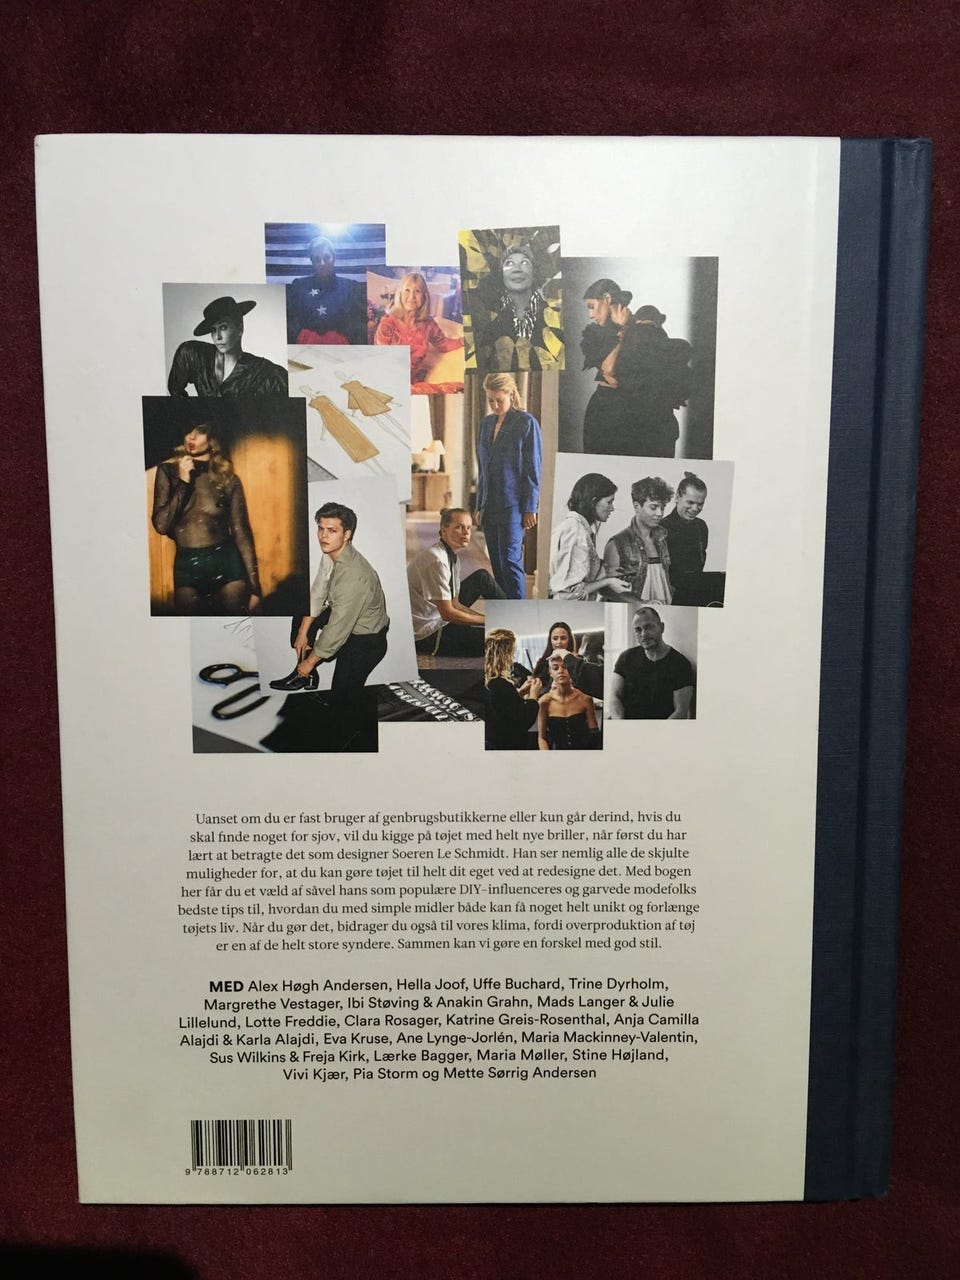 Uanset om du er fast bruger af genbrugsbutikkerne eller kun går derind, hvis du
skal finde noget for sjov, vil du kigge på tøjet med helt nye briller, når først du har
lært at betragte det som designer Soeren Le Schmidt. Han ser nemlig alle de skjulte
muligheder for, at du kan gøre tøjet til helt dit eget ved at redesigne det. Med bogen
her får du et væld af såvel hans som populære DIY-influenceres og garvede modefolks
bedste tips til, hvordan du med simple midler både kan få noget helt unikt og forlænge
tøjets liv. Når du gør det, bidrager du også til vores klima, fordi overproduktion af tøj
er en af de helt store syndere. Sammen kan vi gøre en forskel med god stil.
MED Alex Høgh Andersen, Hella Joof, Uffe Buchard, Trine Dyrholm,
Margrethe Vestager, Ibi Støving & Anakin Grahn, Mads Langer & Julie
Lillelund, Lotte Freddie, Clara Rosager, Katrine Greis-Rosenthal, Anja Camilla
Alajdi & Karla Alajdi, Eva Kruse, Ane Lynge-Jorlén, Maria Mackinney-Valentin,
Sus Wilkins & Freja Kirk, Lærke Bagger, Maria Møller, Stine Højland,
Vivi Kjær, Pia Storm og Mette Sørrig Andersen
9 788712 062813